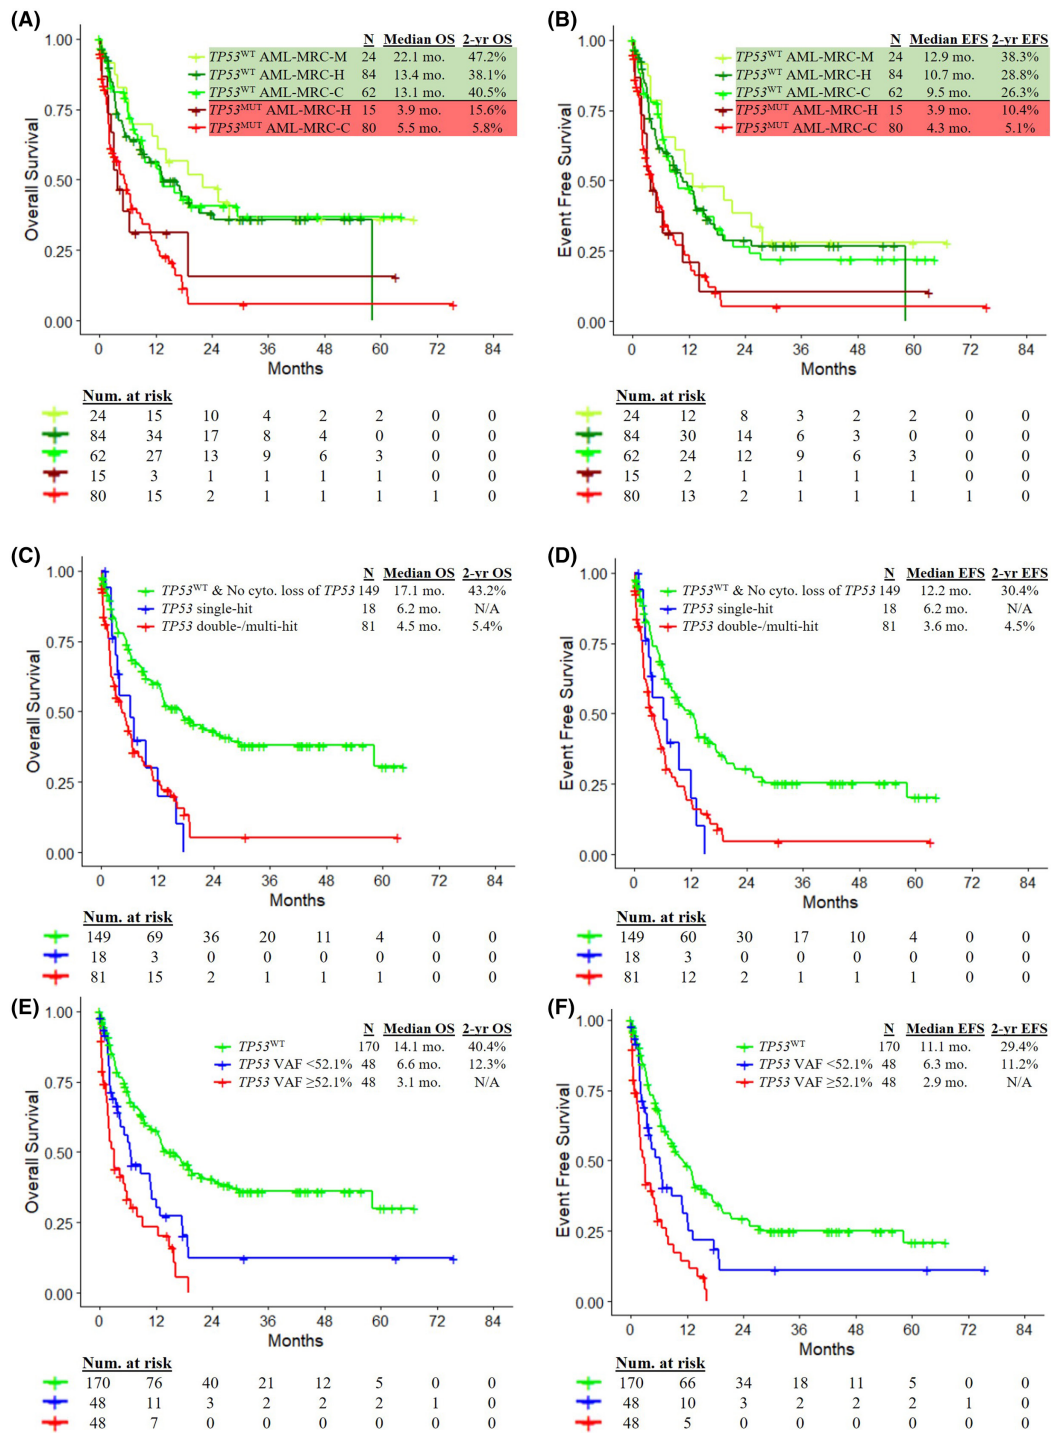 (A)
N Median OS 2-yr OS
TP53WT AML-MRC-M 24 22.1 mo. 47.2%
TP53WT AML-MRC-H 84 13.4 mo. 38.1%
TP53WT AML-MRC-C 62 13.1 mo. 40.5%
TP53MUT AML-MRC-H 15 3.9 mo. 15.6%
TP53MUT AML-MRC-C 80 5.5 mo. 5.8%
Overall Survival
1.00
0.75
0.50
0.25
0.00
0 12 24 36 48 60 72 84
Months
Num. at risk
24 15 10 4 2 2 0 0
84 34 17 8 4 0 0 0
62 27 13 9 6 3 0 0
15 3 1 1 1 1 0 0
80 15 2 1 1 1 1 0
(B)
N Median EFS 2-yr EFS
TP53WT AML-MRC-M 24 12.9 mo. 38.3%
TP53WT AML-MRC-H 84 10.7 mo. 28.8%
TP53WT AML-MRC-C 62 9.5 mo. 26.3%
TP53MUT AML-MRC-H 15 3.9 mo. 10.4%
TP53MUT AML-MRC-C 80 4.3 mo. 5.1%
Event Free Survival
1.00
0.75
0.50
0.25
0.00
0 12 24 36 48 60 72 84
Months
Num. at risk
24 12 8 3 2 2 0 0
84 30 14 6 3 0 0 0
62 24 12 9 6 3 0 0
15 2 1 1 1 1 0 0
80 13 2 1 1 1 1 0
(C)
N Median OS 2-yr OS
TP53WT & No cyto. loss of TP53 149 17.1 mo. 43.2%
TP53 single-hit 18 6.2 mo. N/A
TP53 double-/multi-hit 81 4.5 mo. 5.4%
Overall Survival
1.00
0.75
0.50
0.25
0.00
0 12 24 36 48 60 72 84
Months
Num. at risk
149 69 36 20 11 4 0 0
18 3 0 0 0 0 0 0
81 15 2 1 1 1 0 0
(D)
N Median EFS 2-yr EFS
TP53WT & No cyto. loss of TP53 149 12.2 mo. 30.4%
TP53 single-hit 18 6.2 mo. N/A
TP53 double-/multi-hit 81 3.6 mo. 4.5%
Event Free Survival
1.00
0.75
0.50
0.25
0.00
0 12 24 36 48 60 72 84
Months
Num. at risk
149 60 30 17 10 4 0 0
18 3 0 0 0 0 0 0
81 12 2 1 1 1 0 0
(E)
N Median OS 2-yr OS
TP53WT 170 14.1 mo. 40.4%
TP53 VAF <52.1% 48 6.6 mo. 12.3%
TP53 VAF ≥52.1% 48 3.1 mo. N/A
Overall Survival
1.00
0.75
0.50
0.25
0.00
0 12 24 36 48 60 72 84
Months
Num. at risk
170 76 40 21 12 5 0 0
48 11 3 2 2 2 1 0
48 7 0 0 0 0 0 0
(F)
N Median EFS 2-yr EFS
TP53WT 170 11.1 mo. 29.4%
TP53 VAF <52.1% 48 6.3 mo. 11.2%
TP53 VAF ≥52.1% 48 2.9 mo. N/A
Event Free Survival
1.00
0.75
0.50
0.25
0.00
0 12 24 36 48 60 72 84
Months
Num. at risk
170 66 34 18 11 5 0 0
48 10 3 2 2 2 1 0
48 5 0 0 0 0 0 0